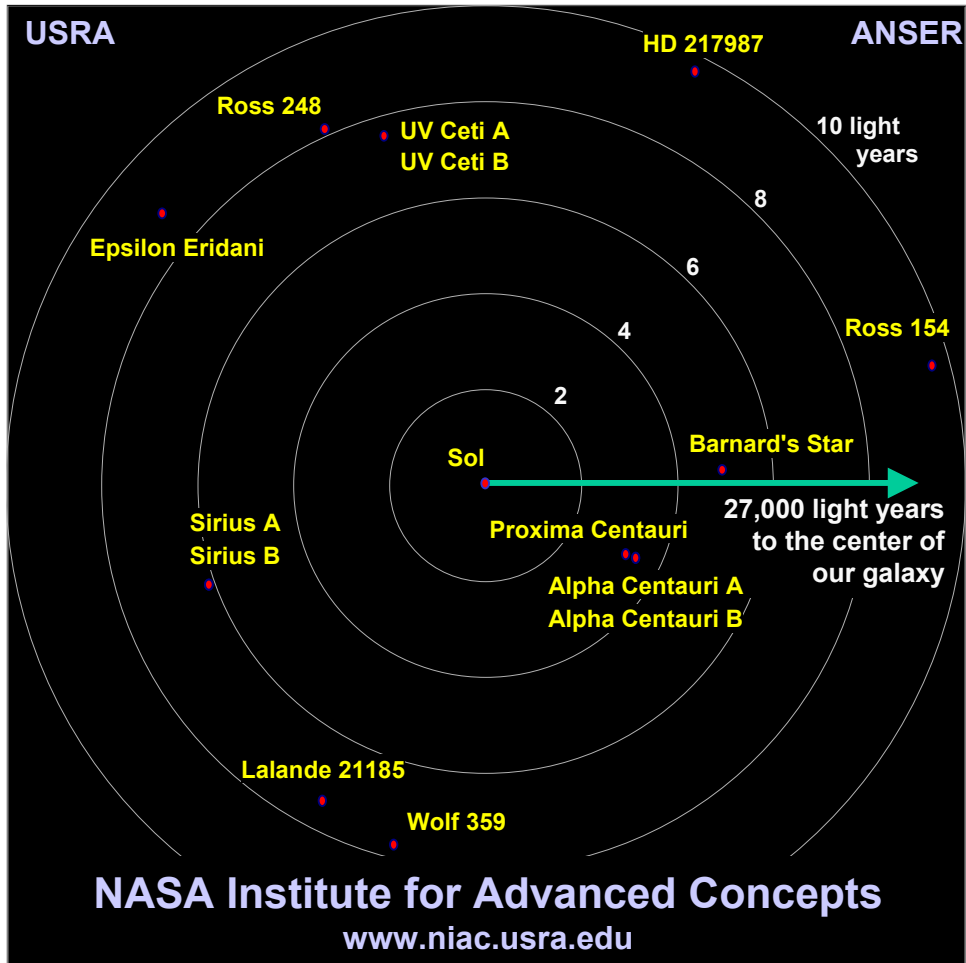 USRA
ANSER
HD 217987
Ross 248
UV Ceti A
UV Ceti B
10 light
years
8
Epsilon Eridani
6
4
Ross 154
2
Sol
Barnard's Star
27,000 light years
to the center of
our galaxy
Sirius A
Sirius B
Proxima Centauri
Alpha Centauri A
Alpha Centauri B
Lalande 21185
Wolf 359
NASA Institute for Advanced Concepts
www.niac.usra.edu